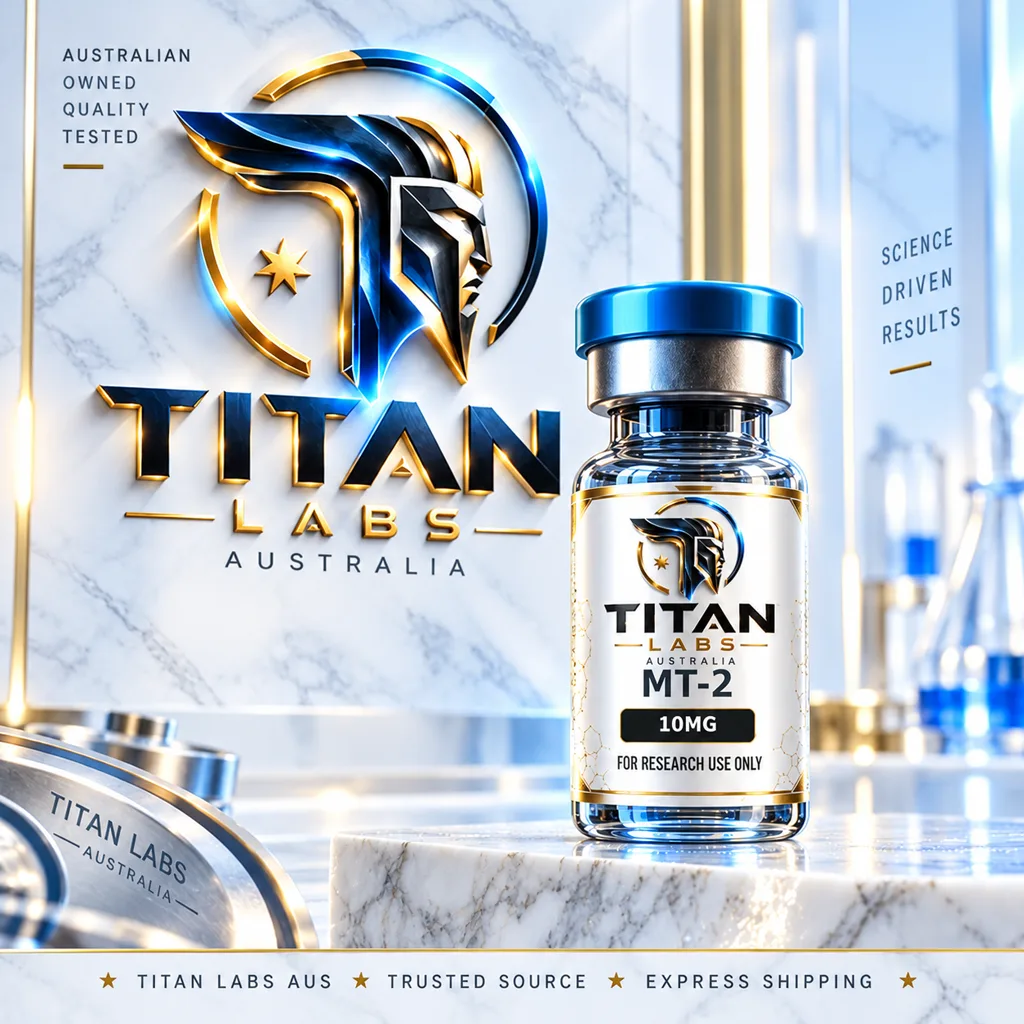 AUSTRALIAN
OWNED
QUALITY
TESTED
TITAN
LABS
AUSTRALIA
SCIENCE
DRIVEN
RESULTS
TITAN
LABS
AUSTRALIA
MT-2
10MG
FOR RESEARCH USE ONLY
TITAN LABS
AUSTRALIA
★ TITAN LABS AUS ★ TRUSTED SOURCE ★ EXPRESS SHIPPING ★